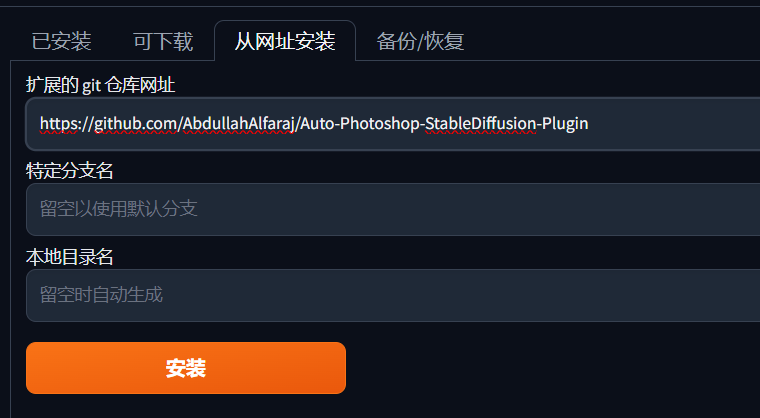 已安装 可下载 从网址安装 备份/恢复
扩展的 git 仓库网址
https://github.com/AbdullahAlfaraj/Auto-Photoshop-StableDiffusion-Plugin
特定分支名
留空以使用默认分支
本地目录名
留空时自动生成
安装